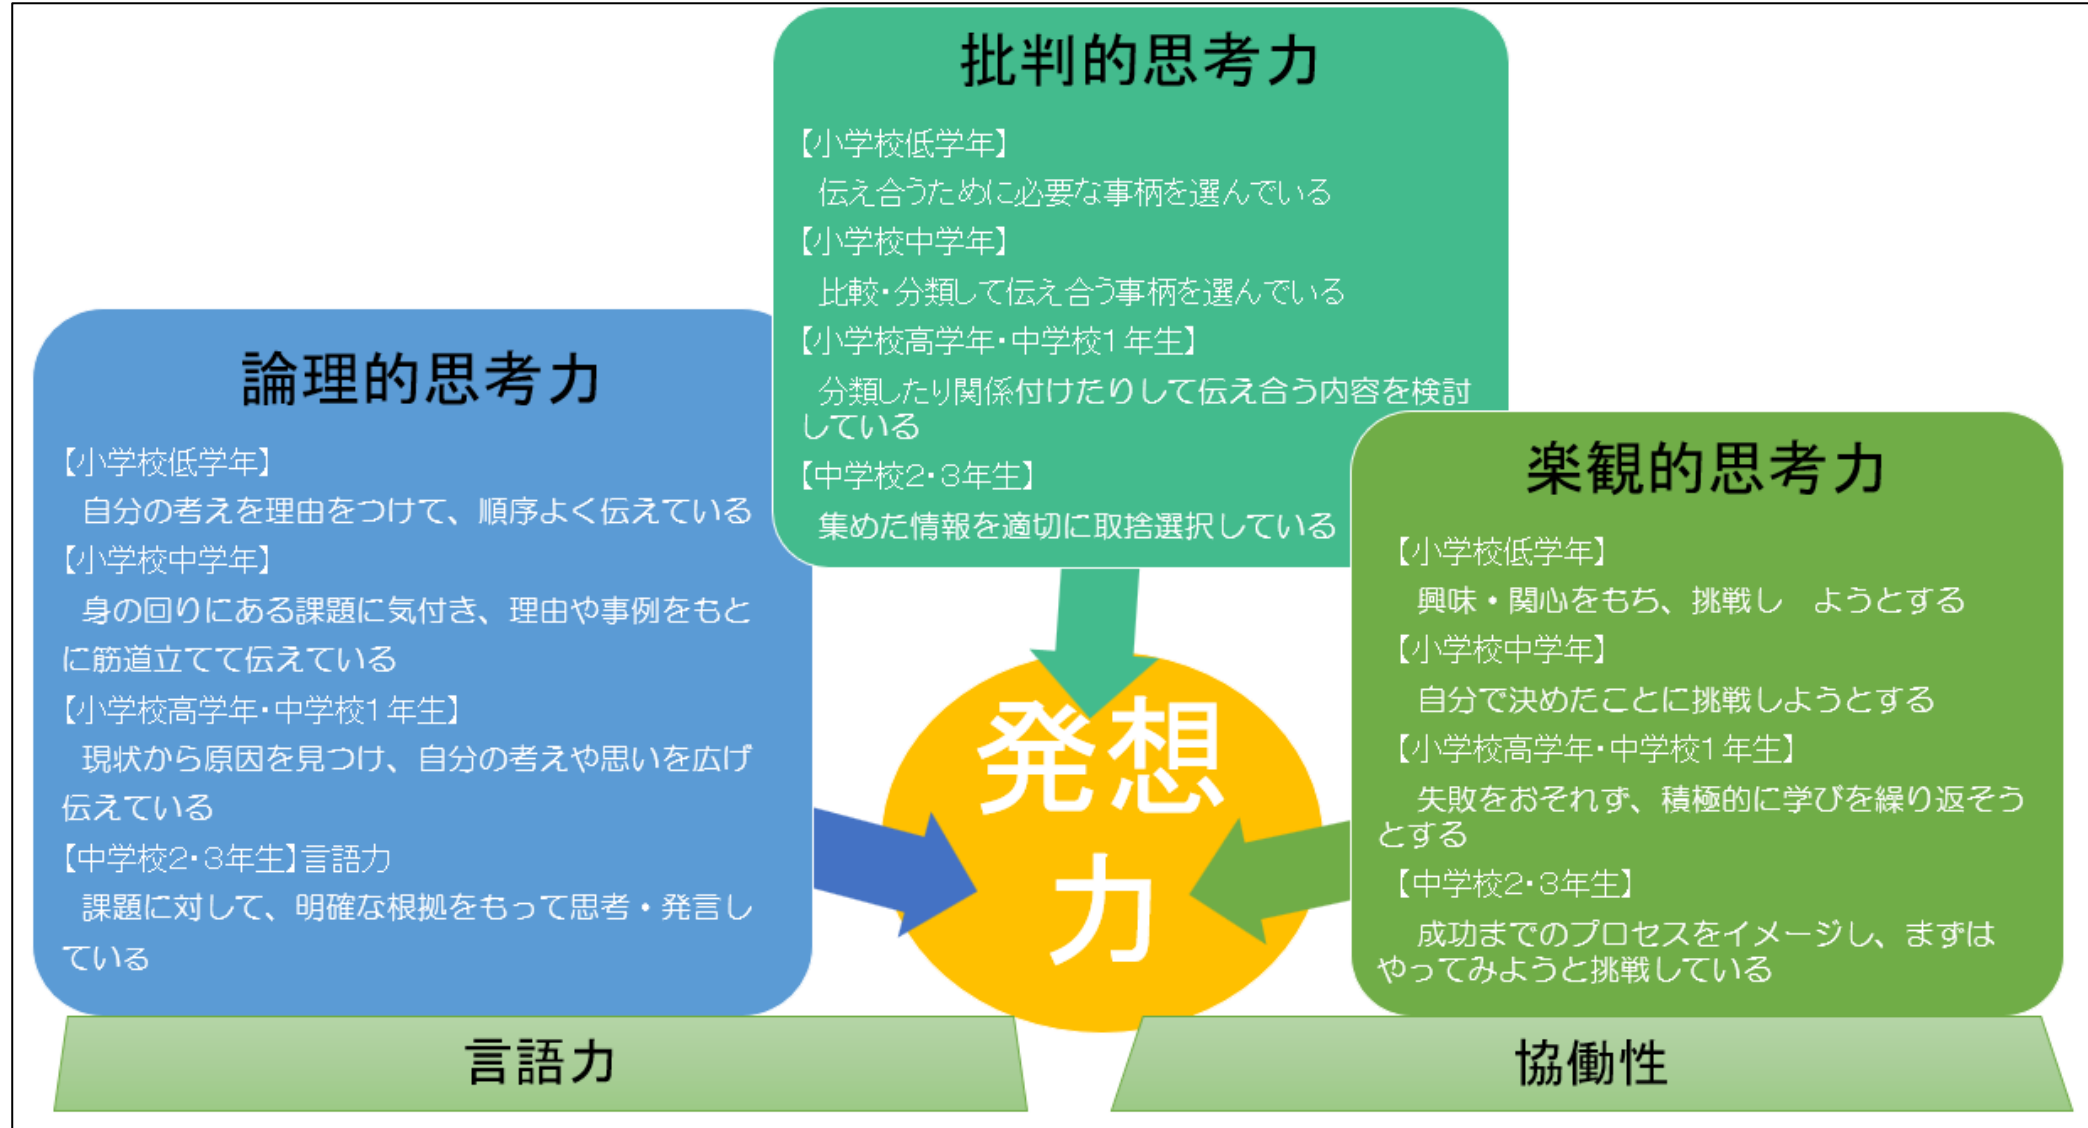 批判的思考力
【小学校低学年】
伝え合うために必要な事柄を選んでいる
【小学校中学年】
比較・分類して伝え合う事柄を選んでいる
【小学校高学年・中学校1年生】
分類したり関係付けたりして伝え合う内容を検討
している
【中学校2・3年生】
集めた情報を適切に取捨選択している
論理的思考力
【小学校低学年】
自分の考えを理由をつけて、順序よく伝えている
【小学校中学年】
身の回りにある課題に気付き、理由や事例をもと
に筋道立てて伝えている
【小学校高学年・中学校1年生】
現状から原因を見つけ、自分の考えや思いを広げ
伝えている
【中学校2・3年生】言語力
課題に対して、明確な根拠をもって思考・発言し
ている
楽観的思考力
【小学校低学年】
興味・関心をもち、挑戦し　ようとする
【小学校中学年】
自分で決めたことに挑戦しようとする
【小学校高学年・中学校1年生】
失敗をおそれず、積極的に学びを繰り返そう
とする
【中学校2・3年生】
成功までのプロセスをイメージし、まずは
やってみようと挑戦している
発想
力
言語力
協働性